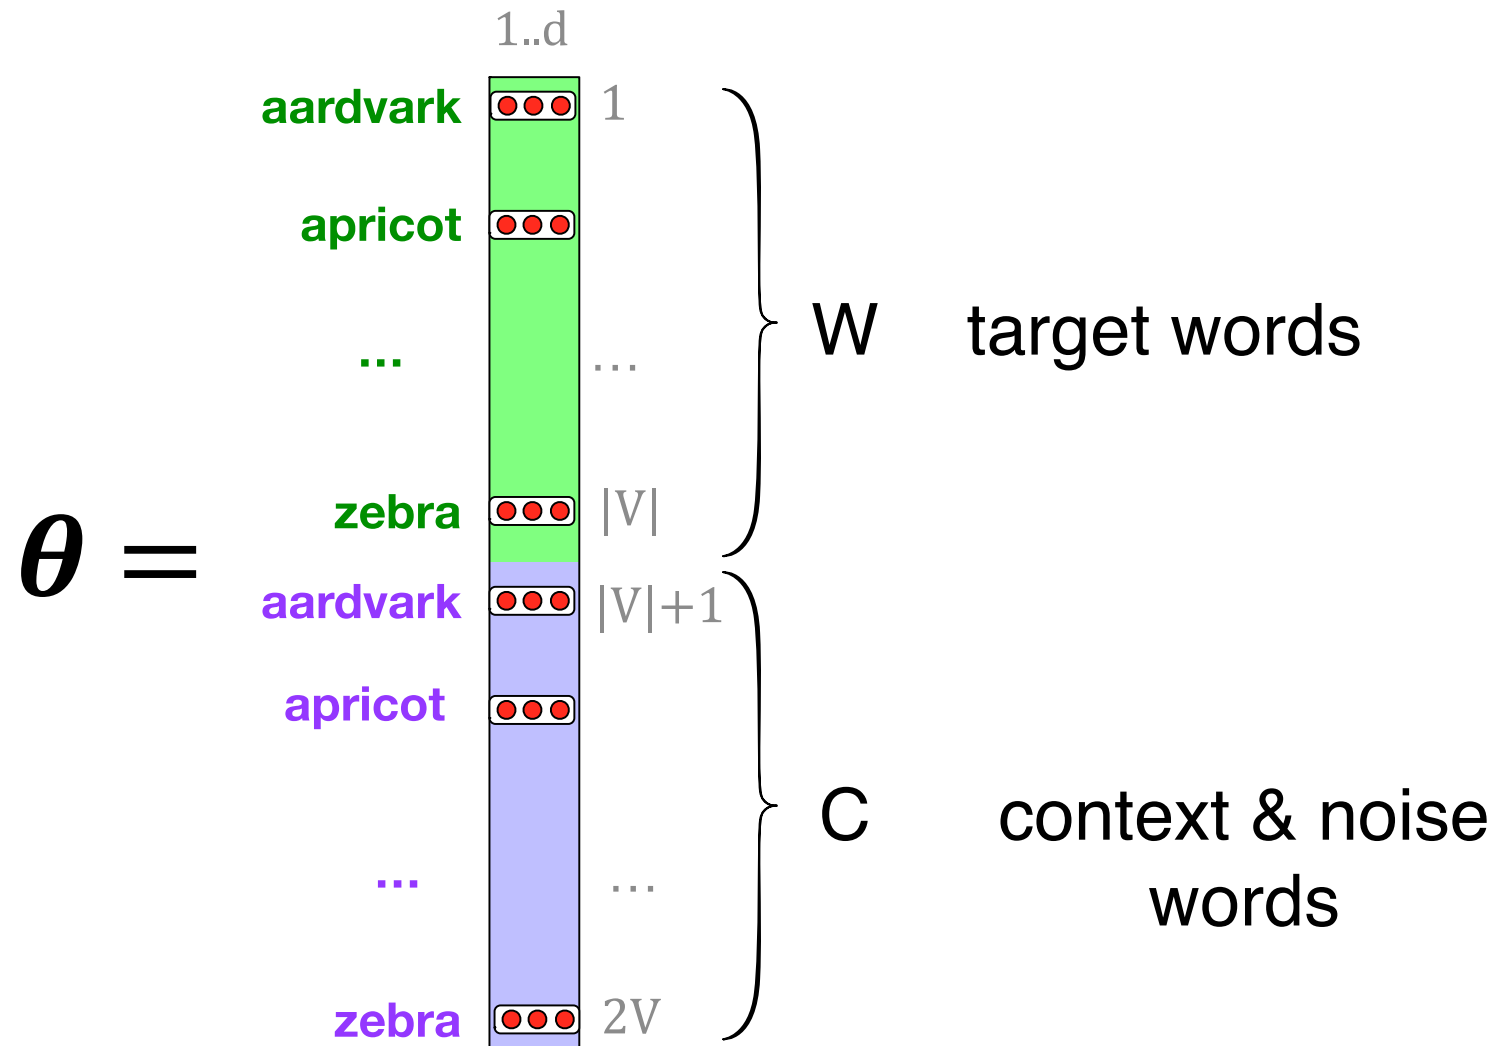 1..d
aardvark 1
apricot
... ...
W target words
zebra |V|
θ =
aardvark |V|+1
apricot
C context & noise
words
... ...
zebra 2V